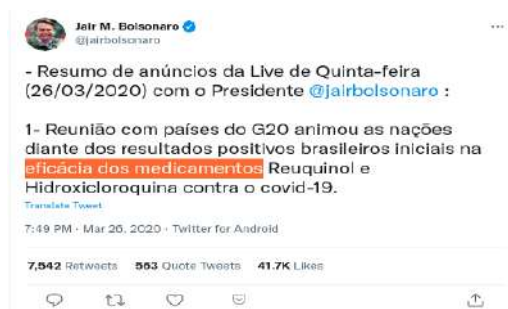 Jair M. Bolsonaro
@jairbolsonaro
- Resumo de anúncios da Live de Quinta-feira
(26/03/2020) com o Presidente @jairbolsonaro :
1- Reunião com países do G20 animou as nações
diante dos resultados positivos brasileiros iniciais na
eficácia dos medicamentos Reuquinol e
Hidroxicloroquina contra o covid-19.
Translate Tweet
7:49 PM · Mar 26, 2020 · Twitter for Android
7,542 Retweets 553 Quote Tweets 41.7K Likes